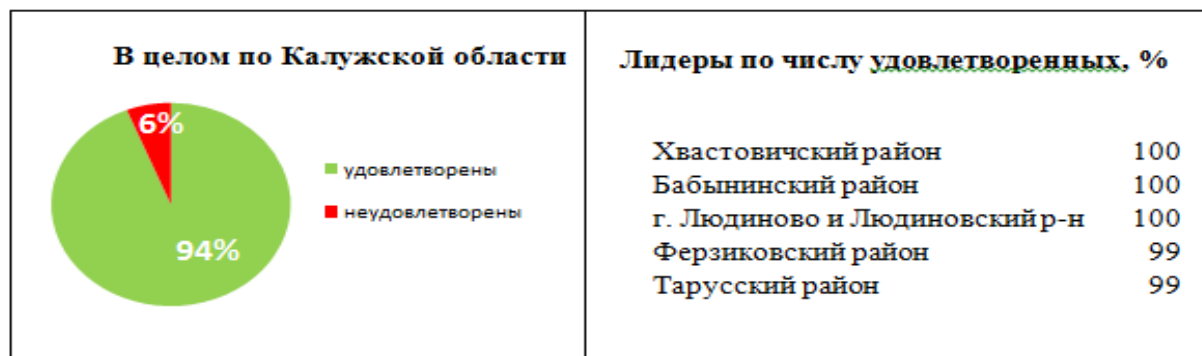 В целом по Калужской области
6%
94%
удовлетворены
неудовлетворены
Лидеры по числу удовлетворенных, %
Хвастовичский район 100
Бабынинский район 100
г. Людиново и Людиновский р-н 100
Ферзиковский район 99
Тарусский район 99